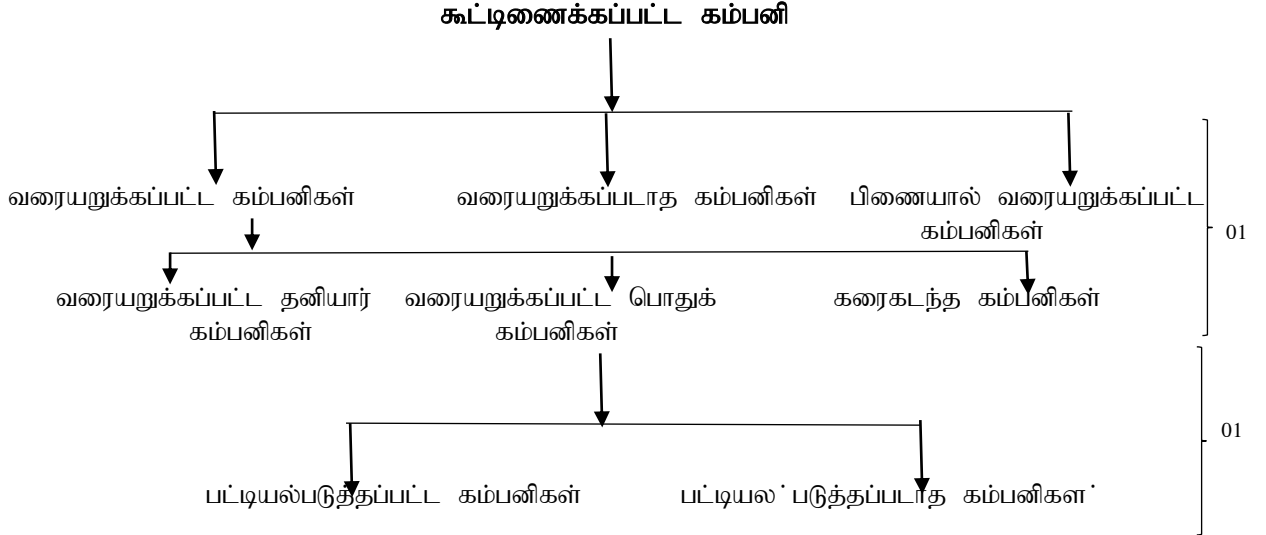 கூட்டிணைக்கப்பட்ட கம்பனி
வரையறுக்கப்பட்ட கம்பனிகள் வரையறுக்கப்படாத கம்பனிகள் பிணையால் வரையறுக்கப்பட்ட
கம்பனிகள்
01
வரையறுக்கப்பட்ட தனியார் வரையறுக்கப்பட்ட பொதுக் கரைகடந்த கம்பனிகள்
கம்பனிகள் கம்பனிகள்
01
பட்டியல்படுத்தப்பட்ட கம்பனிகள் பட்டியல்படுத்தப்படாத கம்பனிகள்